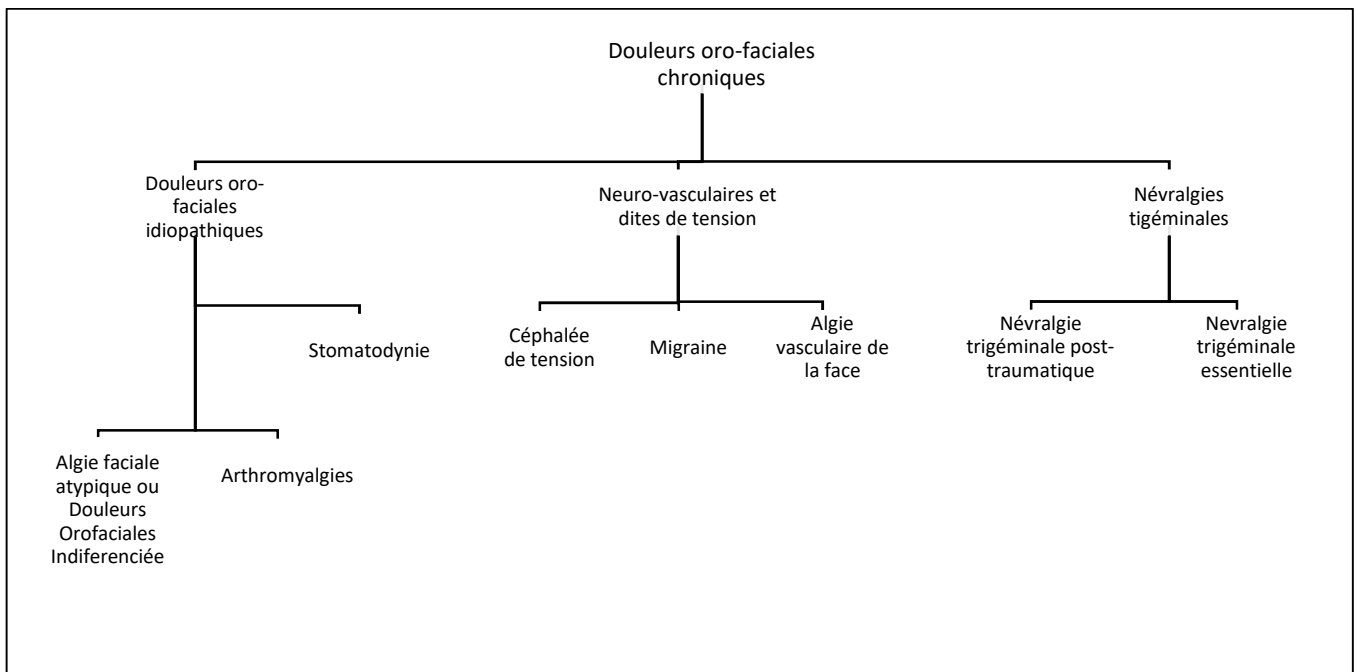 Douleurs oro-faciales
chroniques
Douleurs oro-
faciales
idiopathiques
Neuro-vasculaires et
dites de tension
Névralgies
tigéminales
Stomatodynie
Céphalée
de tension
Migraine
Algie
vasculaire de
la face
Névralgie
trigéminale post-
traumatique
Nevralgie
trigéminale
essentielle
Algie faciale
atypique ou
Douleurs
Orofaciales
Indiferenciée
Arthromyalgies